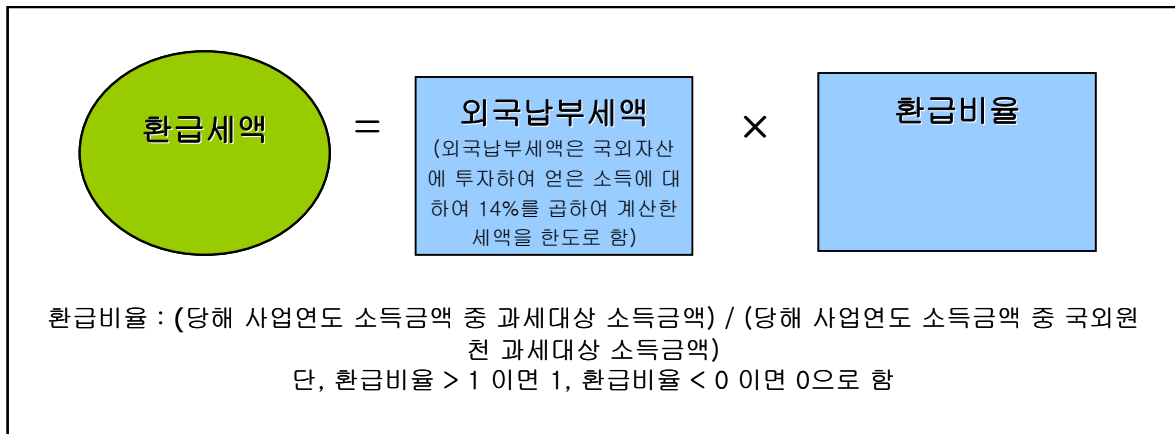 환급세액
=
외국납부세액
(외국납부세액은 국외자산
에 투자하여 얻은 소득에 대
하여 14%를 곱하여 계산한
세액을 한도로 함)
×
환급비율
환급비율 : (당해 사업연도 소득금액 중 과세대상 소득금액) / (당해 사업연도 소득금액 중 국외원
천 과세대상 소득금액)
단, 환급비율 > 1 이면 1, 환급비율 < 0 이면 0으로 함